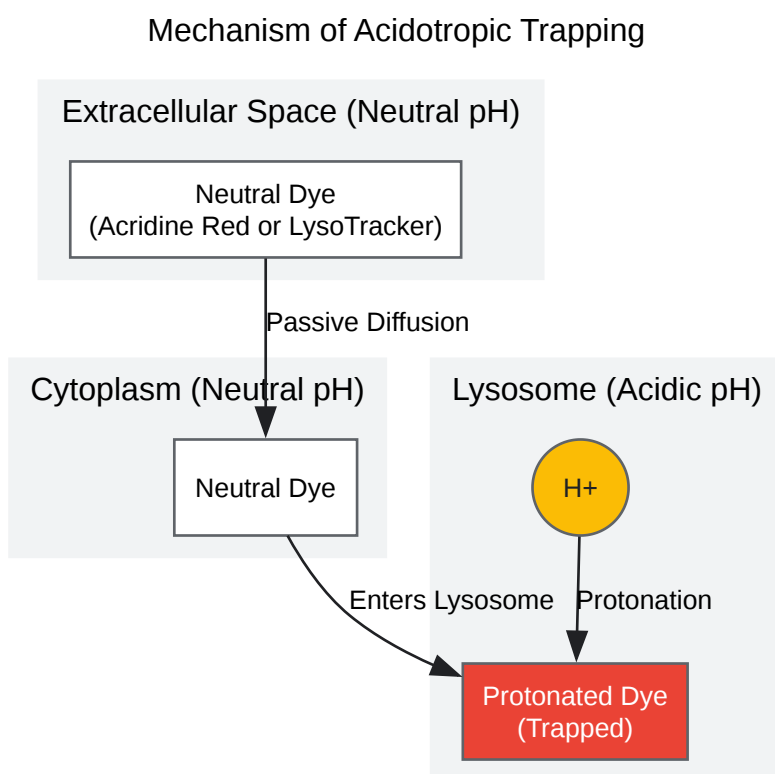 Mechanism of Acidotropic Trapping
Extracellular Space (Neutral pH)
Neutral Dye
(Acridine Red or LysoTracker)
Passive Diffusion
Cytoplasm (Neutral pH)
Lysosome (Acidic pH)
Neutral Dye
H+
Enters Lysosome
Protonation
Protonated Dye
(Trapped)